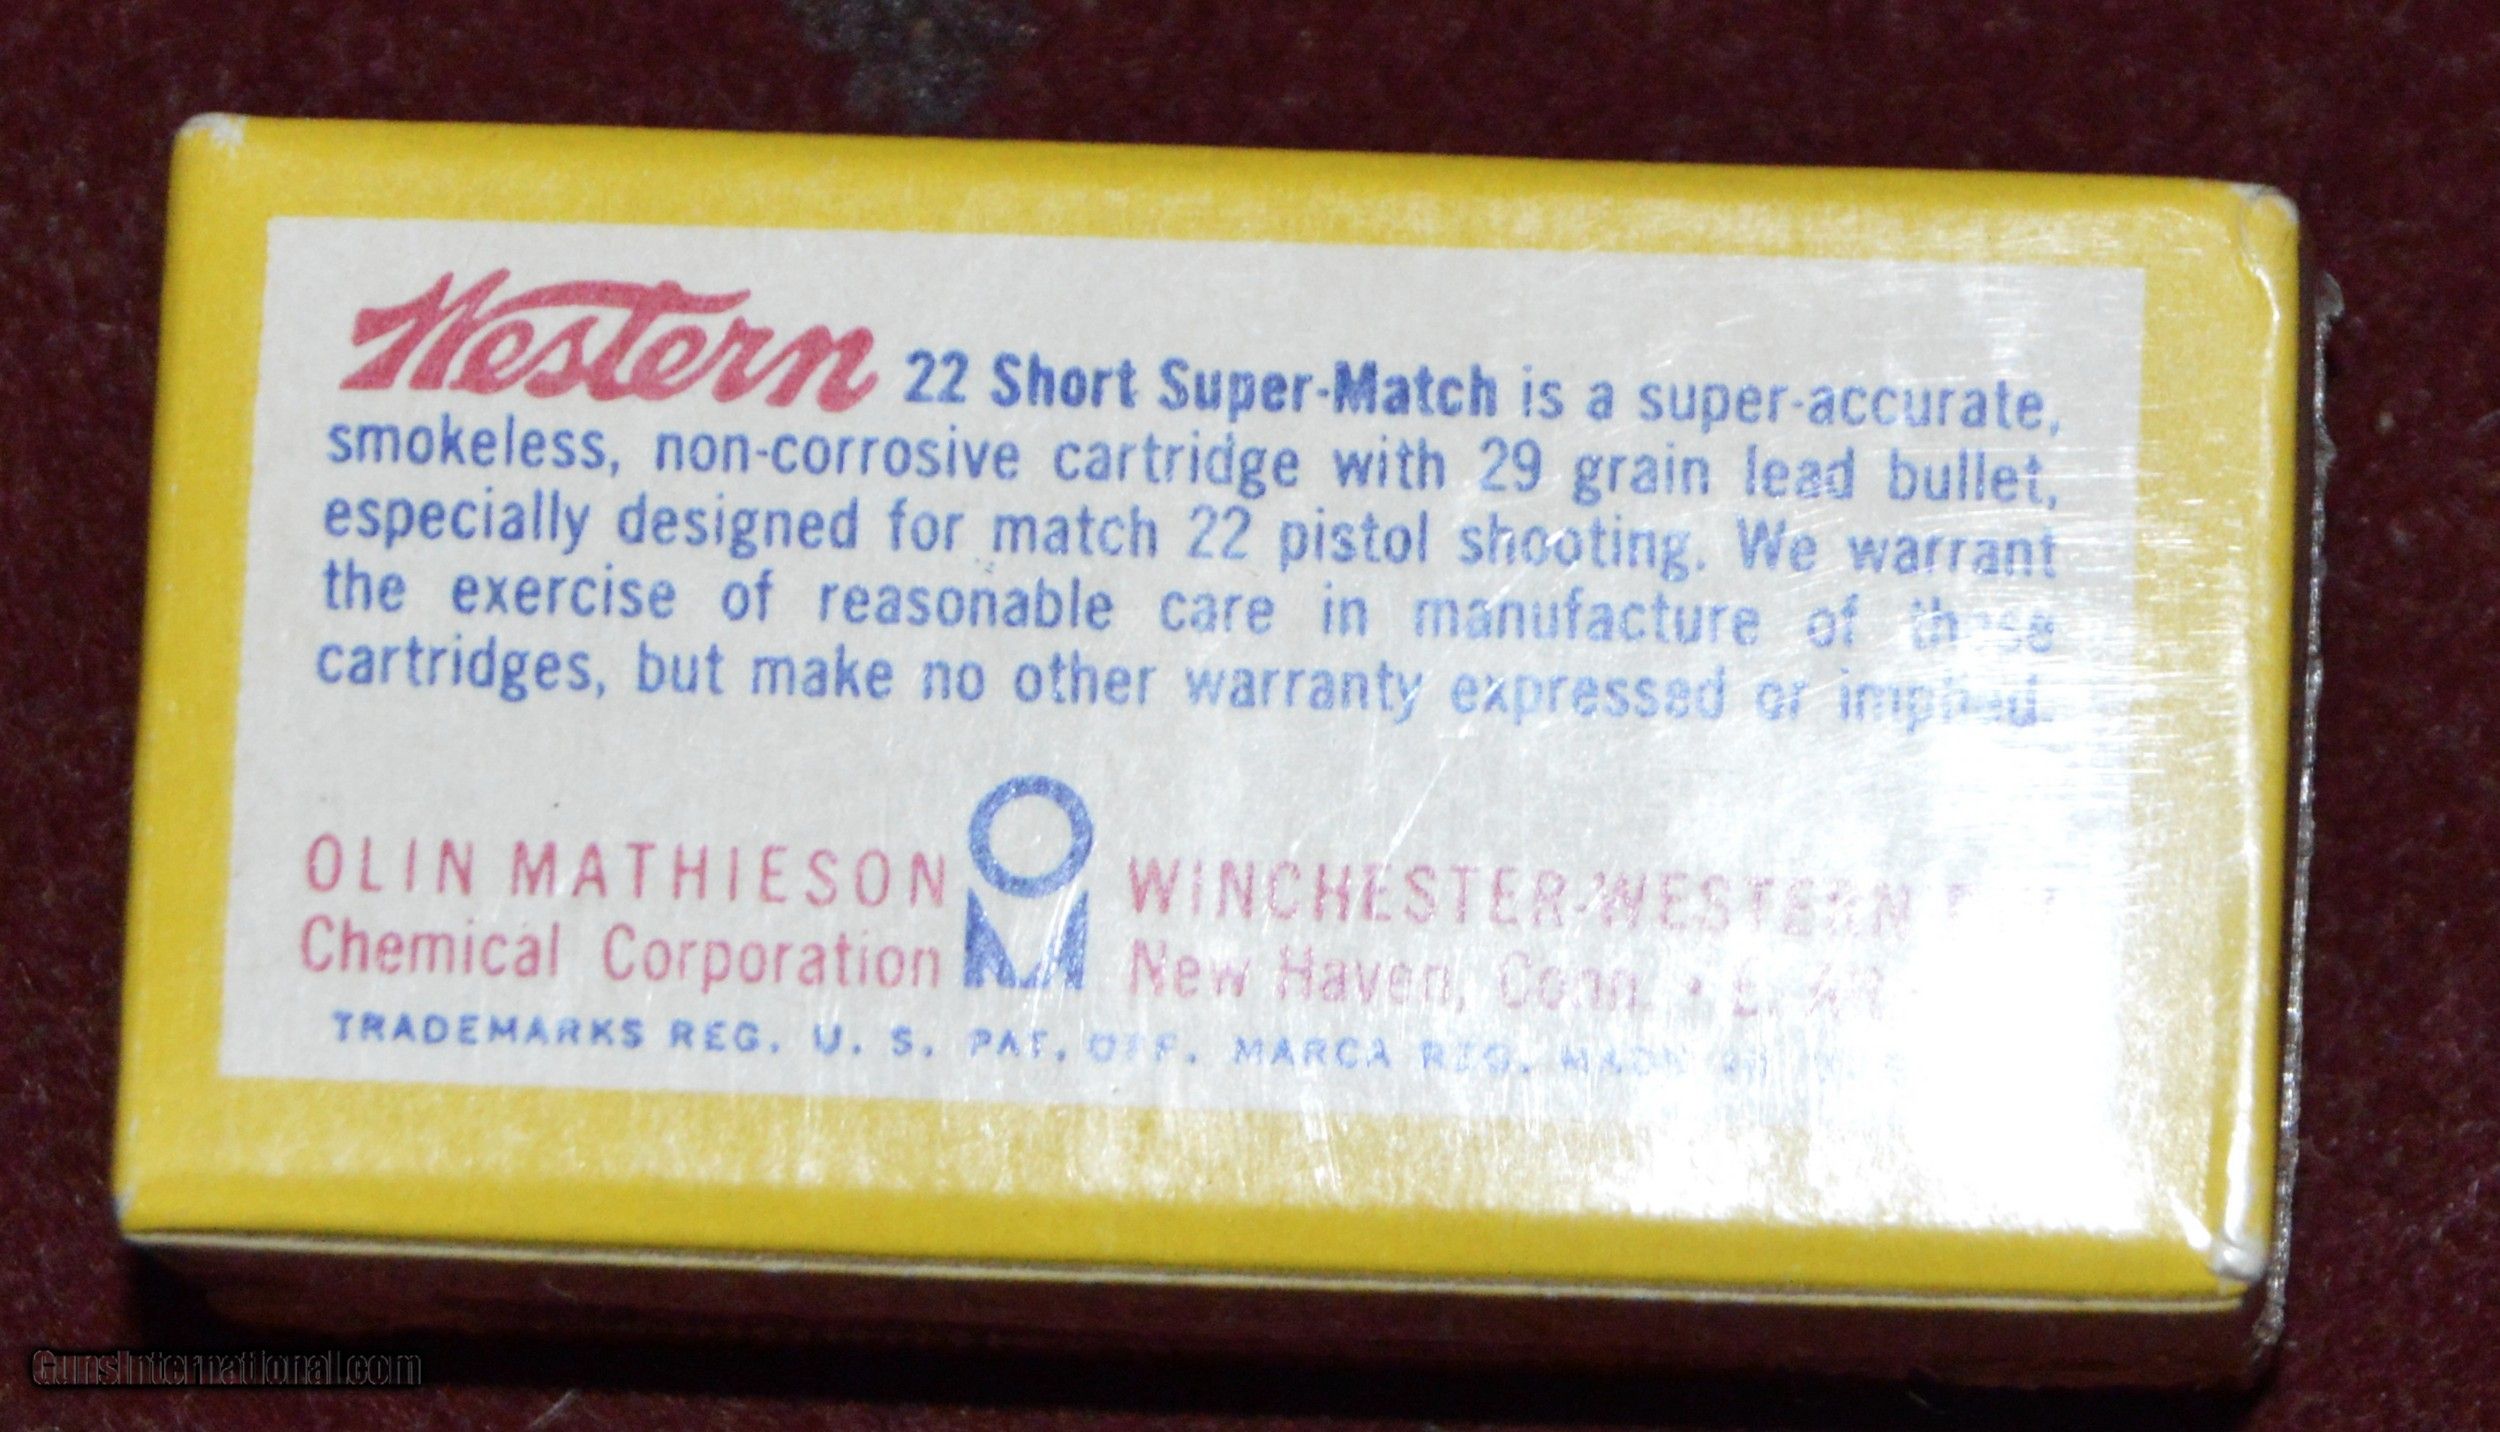 Western 22 Short Super-Match is a super-accurate,
smokeless, non-corrosive cartridge with 29 grain lead bullet,
especially designed for match 22 pistol shooting. We warrant
the exercise of reasonable care in manufacture of these
cartridges, but make no other warranty expressed or implied.
OLIN MATHIESON
Chemical Corporation
OM
WINCHESTER-WESTERN
New Haven, Conn. •
TRADEMARKS REG. U. S. PAT. OFF. MARCA REG. MADE IN
GunsInternational.com